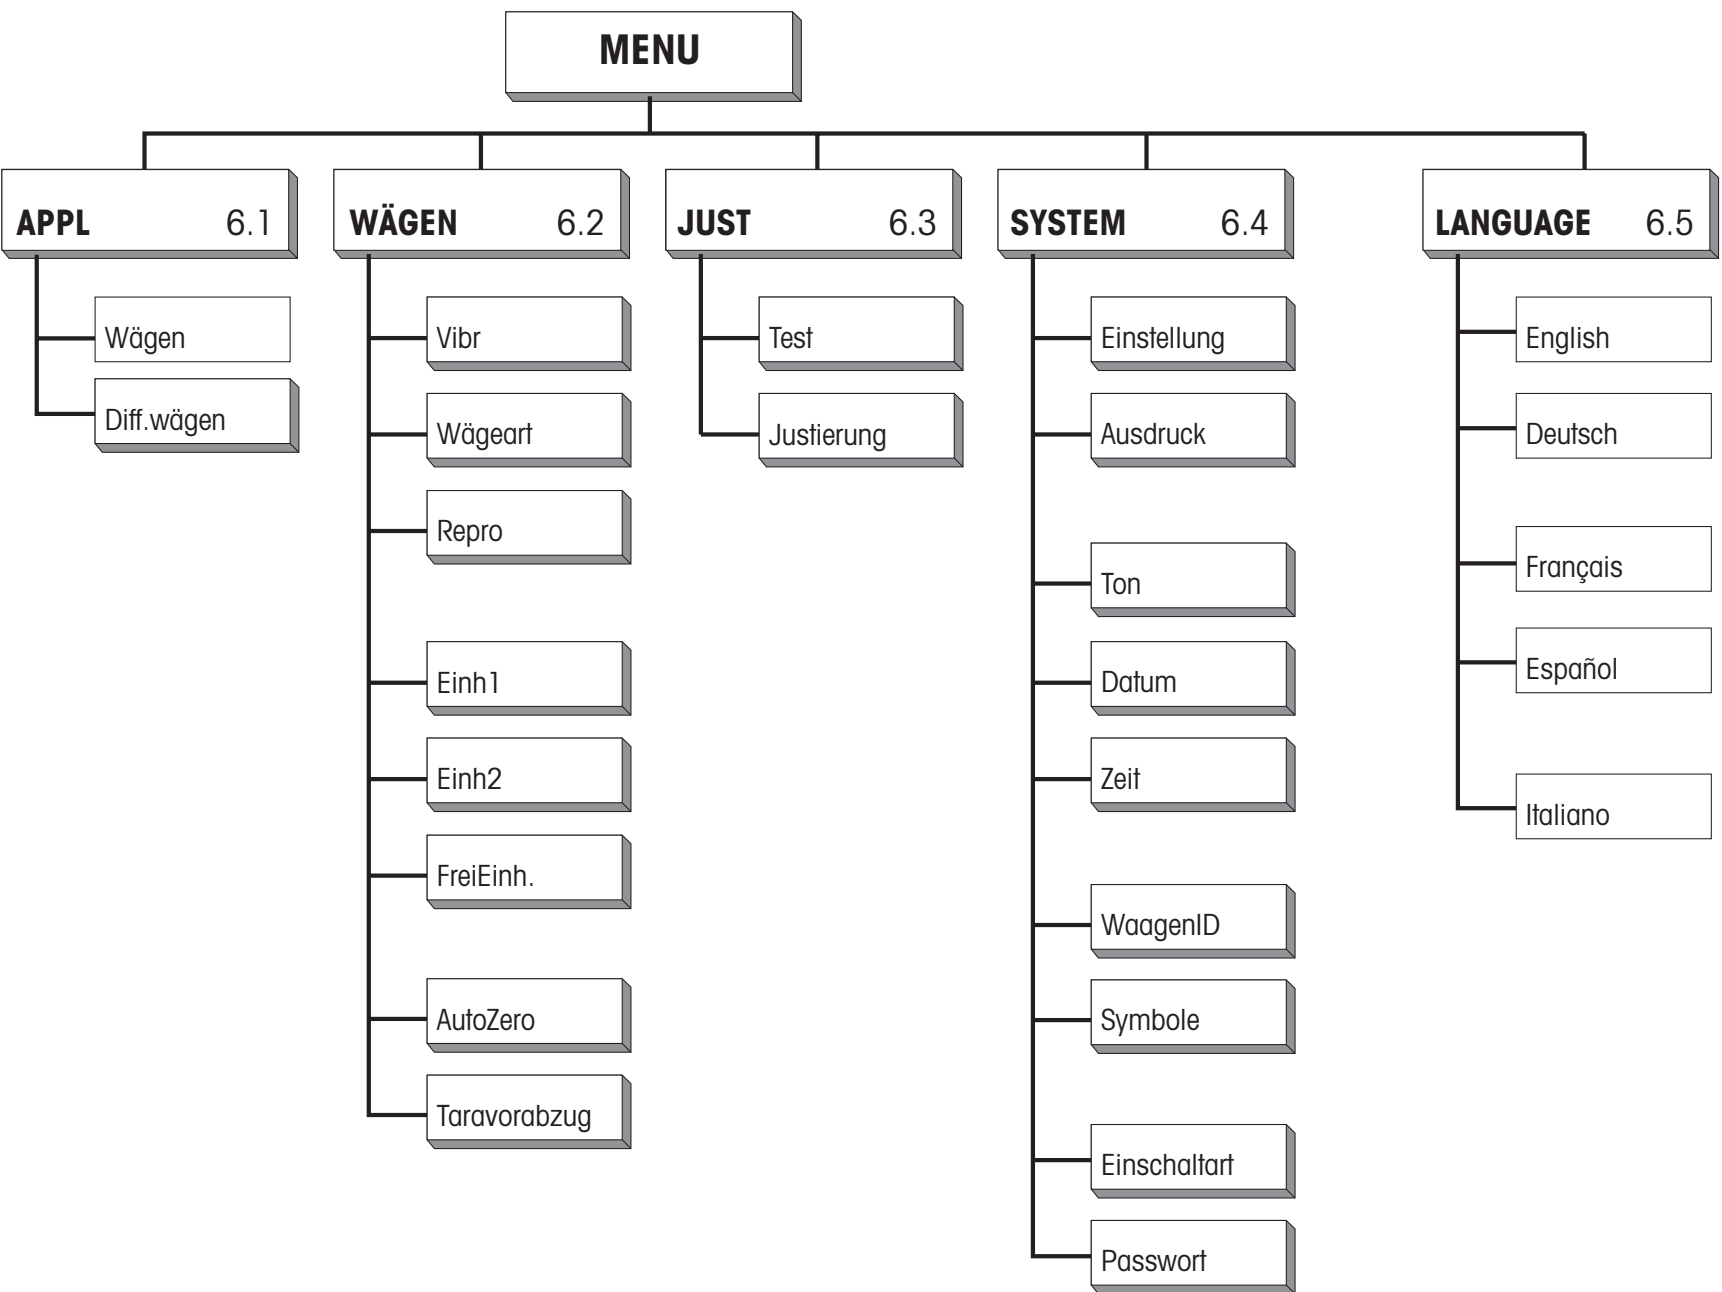 MENU
APPL 6.1
Wägen
Diff.wägen
WÄGEN 6.2
Vibr
Wägeart
Repro
Einh1
Einh2
FreiEinh.
AutoZero
Taravorabzug
JUST 6.3
Test
Justierung
SYSTEM 6.4
Einstellung
Ausdruck
Ton
Datum
Zeit
WaagenID
Symbole
Einschaltart
Passwort
LANGUAGE 6.5
English
Deutsch
Français
Español
Italiano